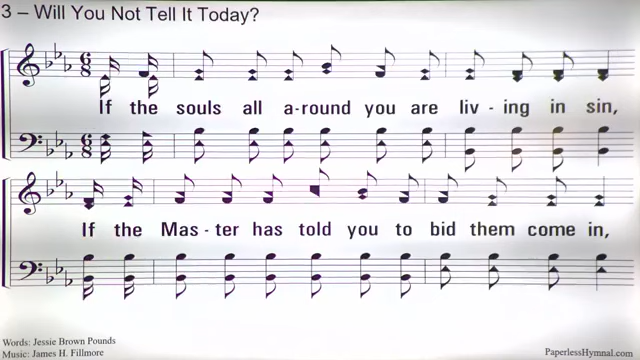 3 – Will You Not Tell It Today?
If the souls all a-round you are liv - ing in sin,
If the Mas - ter has told you to bid them come in,
Words: Jessie Brown Pounds
Music: James H. Fillmore
PaperlessHymnal.com